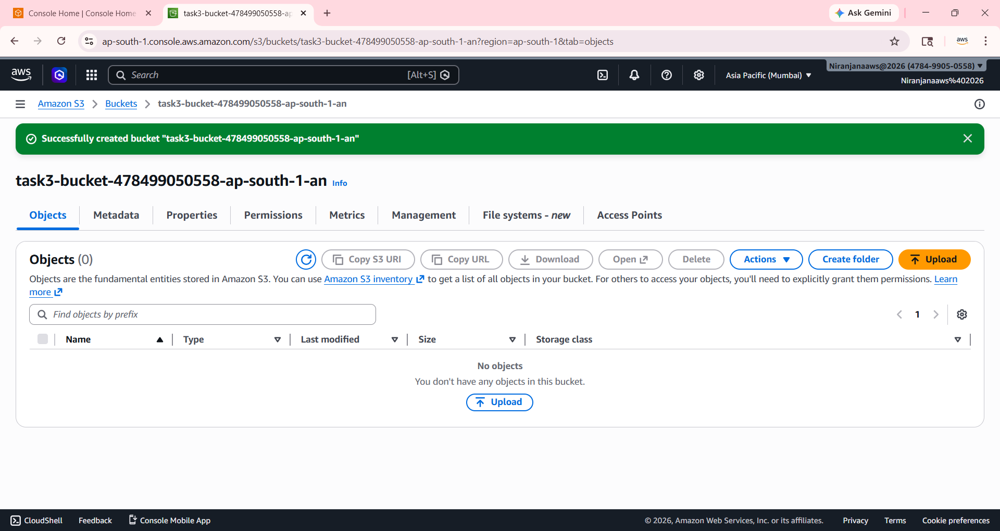 Console Home | Console Home
task3-bucket-478499050558-ap
Ask Gemini
ap-south-1.console.aws.amazon.com/s3/buckets/task3-bucket-478499050558-ap-south-1-an?region=ap-south-1&tab=objects
aws
aws
Search
[Alt+S]
Asia Pacific (Mumbai)
Niranjanaaws@2026 (4784-9905-0558)
Niranjanaaws%402026
Amazon S3
Buckets
task3-bucket-478499050558-ap-south-1-an
Successfully created bucket "task3-bucket-478499050558-ap-south-1-an"
task3-bucket-478499050558-ap-south-1-an Info
Objects
Metadata
Properties
Permissions
Metrics
Management
File systems - new
Access Points
Objects (0)
Copy S3 URI
Copy URL
Download
Open
Delete
Actions
Create folder
Upload
Objects are the fundamental entities stored in Amazon S3. You can use Amazon S3 inventory to get a list of all objects in your bucket. For others to access your objects, you'll need to explicitly grant them permissions. Learn
more
Find objects by prefix
1
Name
Type
Last modified
Size
Storage class
No objects
You don't have any objects in this bucket.
Upload
CloudShell
Feedback
Console Mobile App
© 2026, Amazon Web Services, Inc. or its affiliates.
Privacy
Terms
Cookie preferences